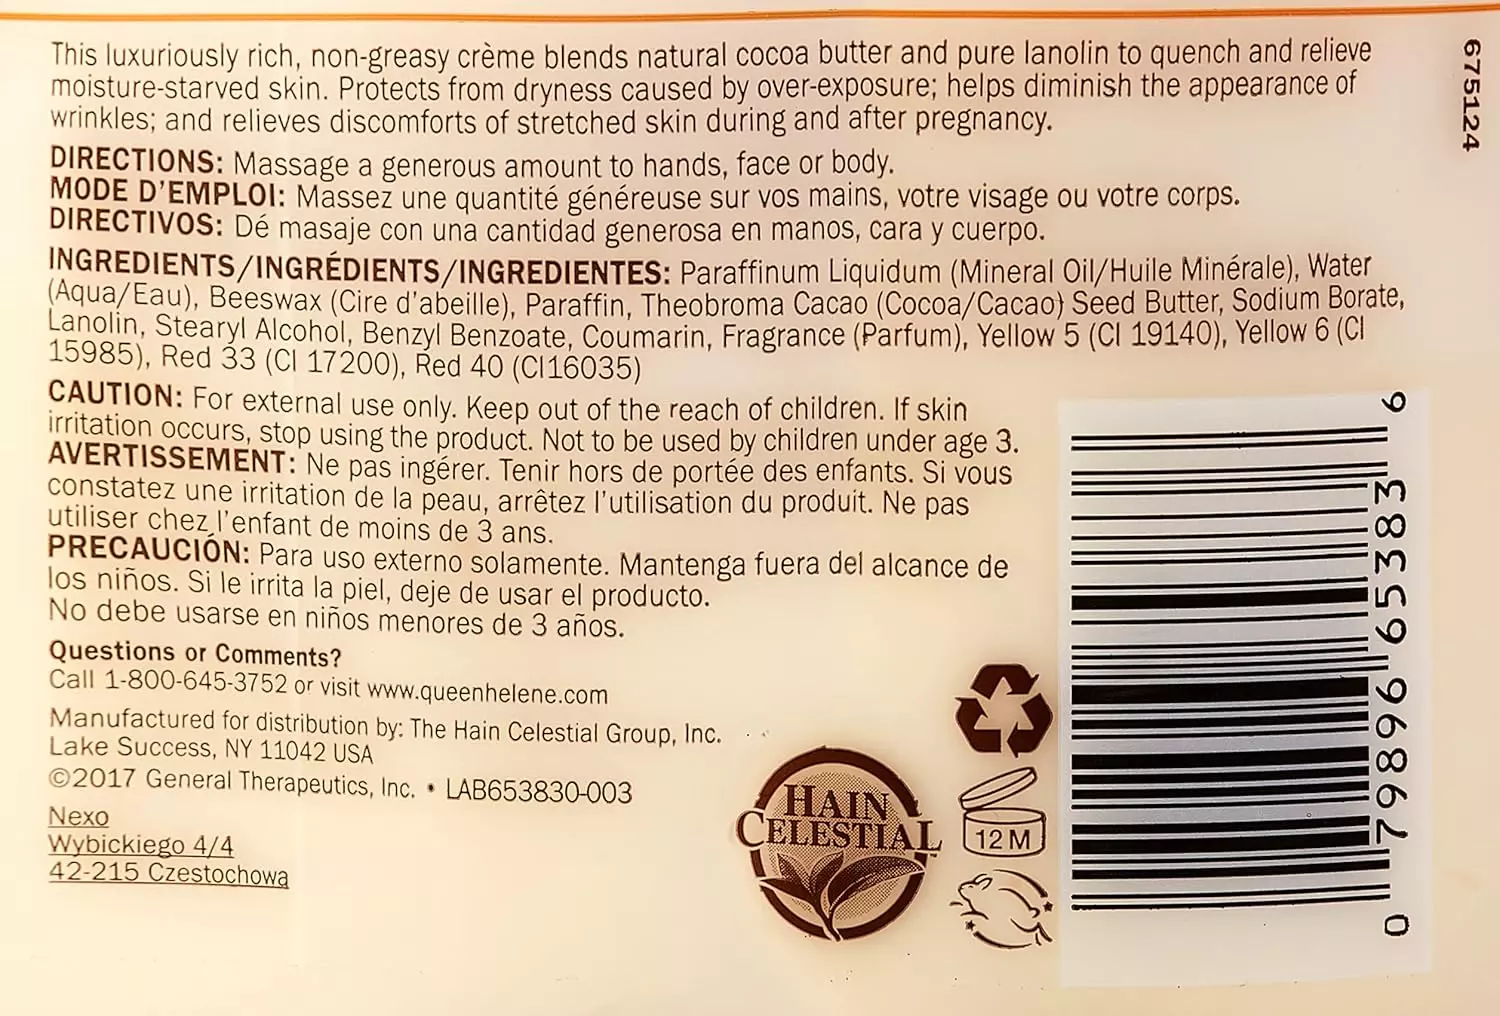 This luxuriously rich, non-greasy crème blends natural cocoa butter and pure lanolin to quench and relieve
moisture-starved skin. Protects from dryness caused by over-exposure; helps diminish the appearance of
wrinkles; and relieves discomforts of stretched skin during and after pregnancy.
DIRECTIONS: Massage a generous amount to hands, face or body.
MODE D'EMPLOI: Massez une quantité généreuse sur vos mains, votre visage ou votre corps.
DIRECTIVOS: Dé masaje con una cantidad generosa en manos, cara y cuerpo.
INGREDIENTS/INGRÉDIENTS/INGREDIENTES: Paraffinum Liquidum (Mineral Oil/Huile Minérale), Water
(Aqua/Eau), Beeswax (Cire d'abeille), Paraffin, Theobroma Cacao (Cocoa/Cacao) Seed Butter, Sodium Borate,
Lanolin, Stearyl Alcohol, Benzyl Benzoate, Coumarin, Fragrance (Parfum), Yellow 5 (CI 19140), Yellow 6 (CI
15985), Red 33 (CI 17200), Red 40 (CI16035)
CAUTION: For external use only. Keep out of the reach of children. If skin
irritation occurs, stop using the product. Not to be used by children under age 3.
AVERTISSEMENT: Ne pas ingérer. Tenir hors de portée des enfants. Si vous
constatez une irritation de la peau, arrêtez l'utilisation du produit. Ne pas
utiliser chez l'enfant de moins de 3 ans.
PRECAUCIÓN: Para uso externo solamente. Mantenga fuera del alcance de
los niños. Si le irrita la piel, deje de usar el producto.
No debe usarse en niños menores de 3 años.
Questions or Comments?
Call 1-800-645-3752 or visit www.queenhelene.com
Manufactured for distribution by: The Hain Celestial Group, Inc.
Lake Success, NY 11042 USA
©2017 General Therapeutics, Inc. • LAB653830-003
Nexo
Wybickiego 4/4
42-215 Czestochowa
HAIN
CELESTIAL
12 M
0 79896 65383 6
675124